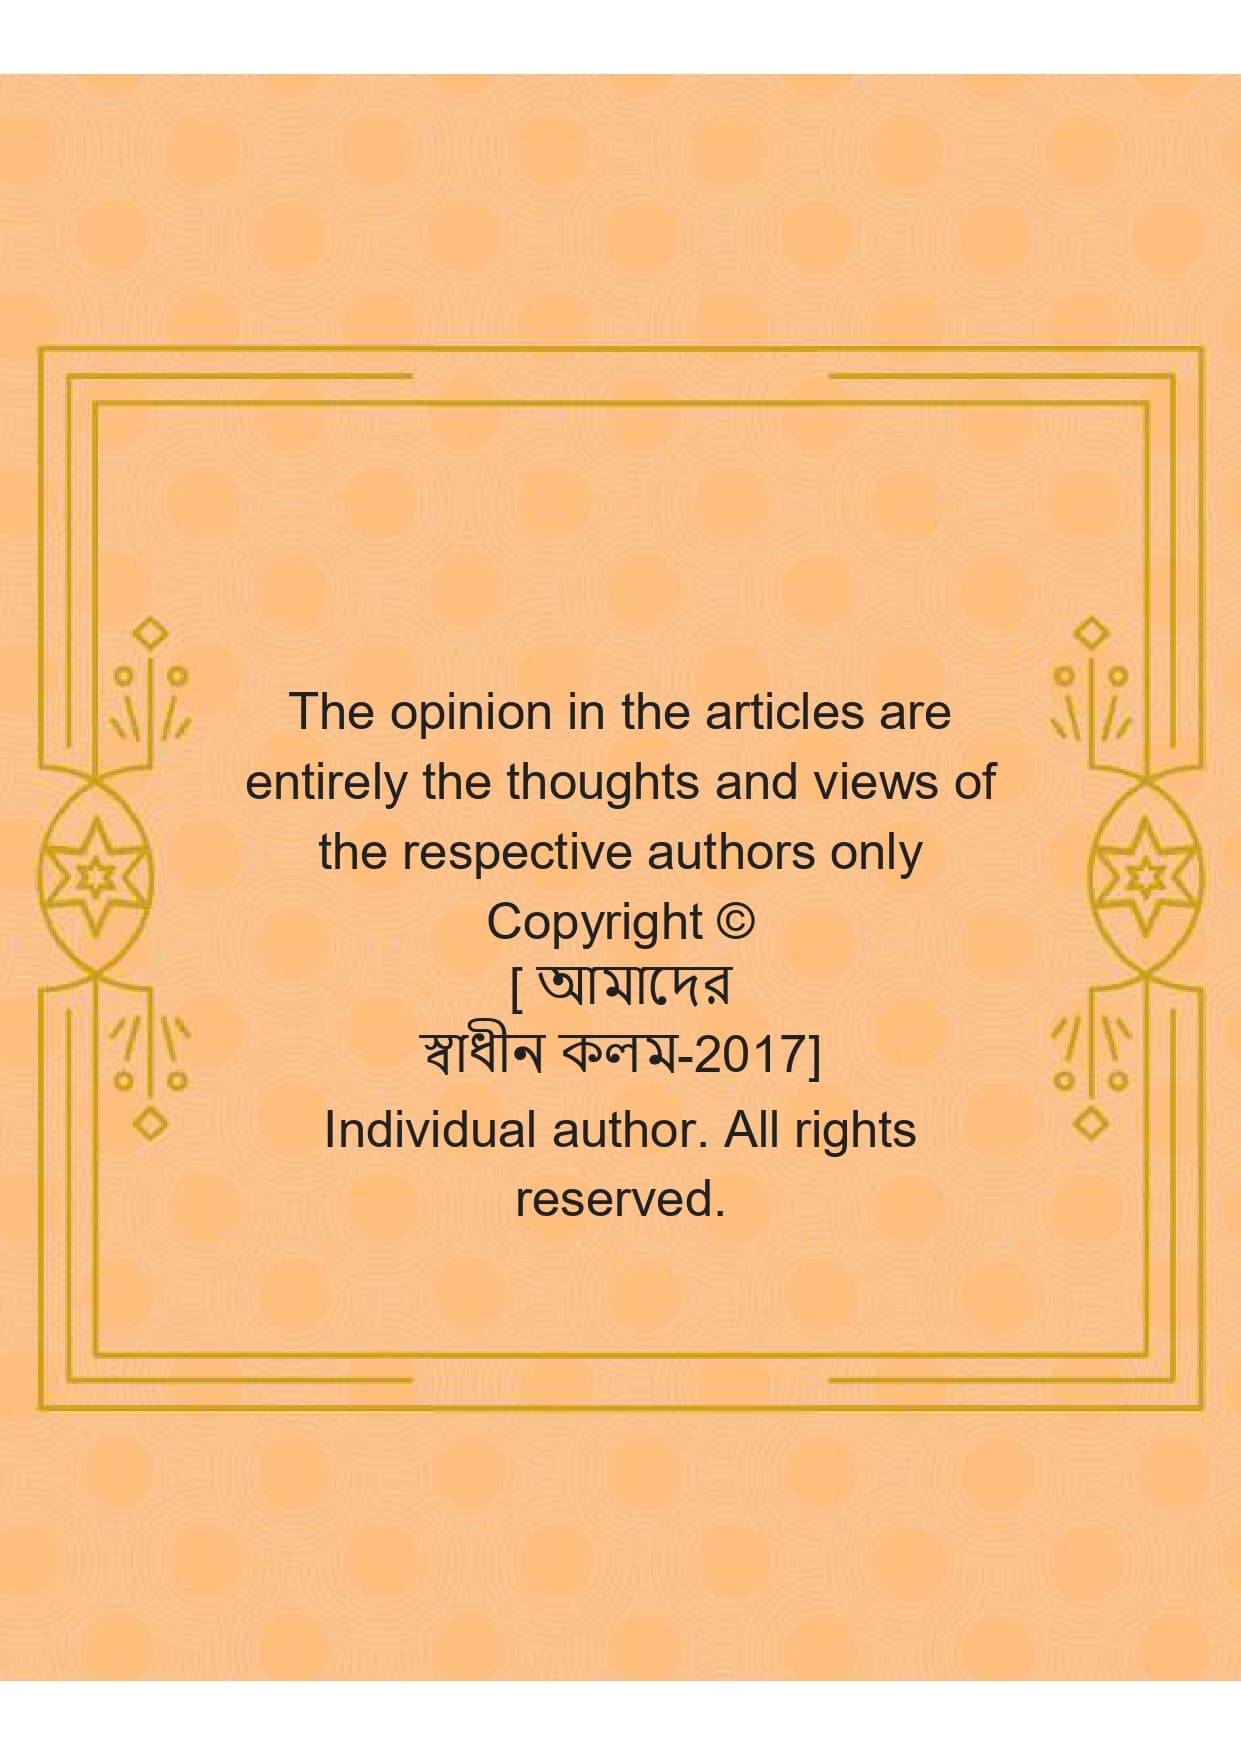 The opinion in the articles are
entirely the thoughts and views of
the respective authors only
Copyright ©
[ আমাদের
স্বাধীন কলম-2017]
Individual author. All rights
reserved.